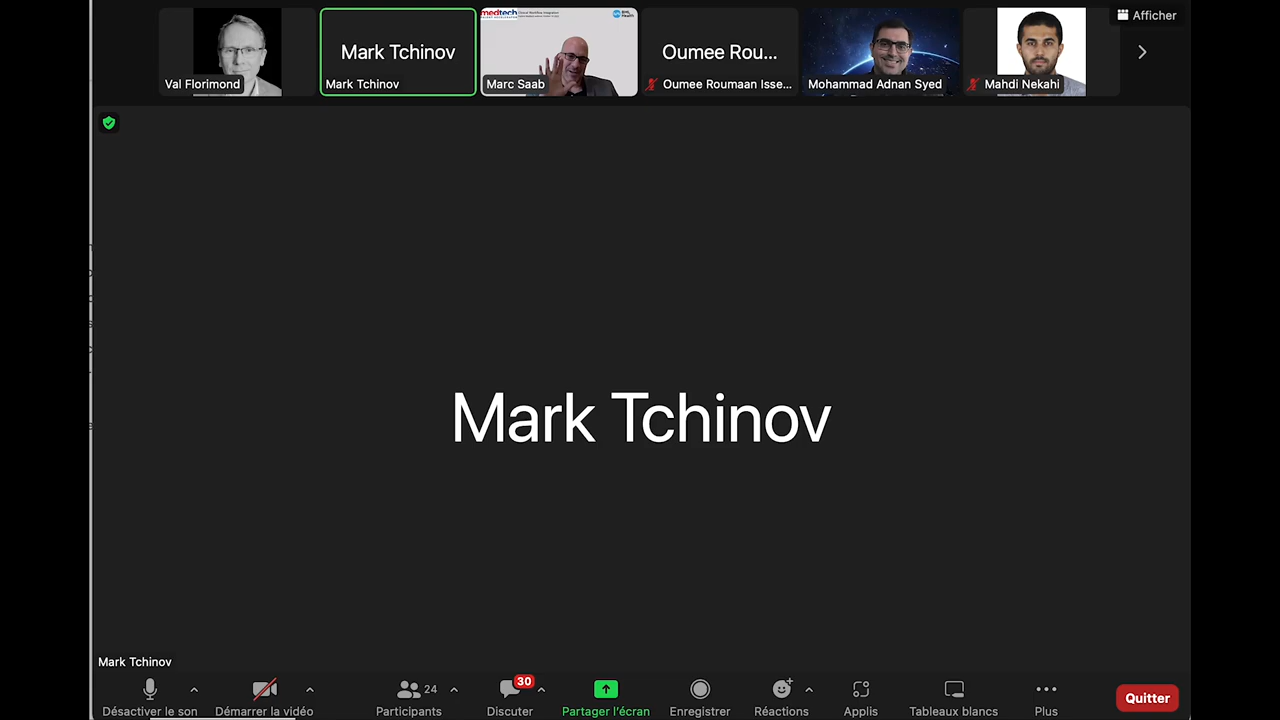 Afficher
Mark Tchinov
Oumee Rou...
Val Florimond
Mark Tchinov
Marc Saab
Oumee Roumaan Isse...
Mohammad Adnan Syed
Mahdi Nekahi
medtech
Mark Tchinov
Mark Tchinov
24
30
Désactiver le son
Démarrer la vidéo
Participants
Discuter
Partager l'écran
Enregistrer
Réactions
Applis
Tableaux blancs
Plus
Quitter